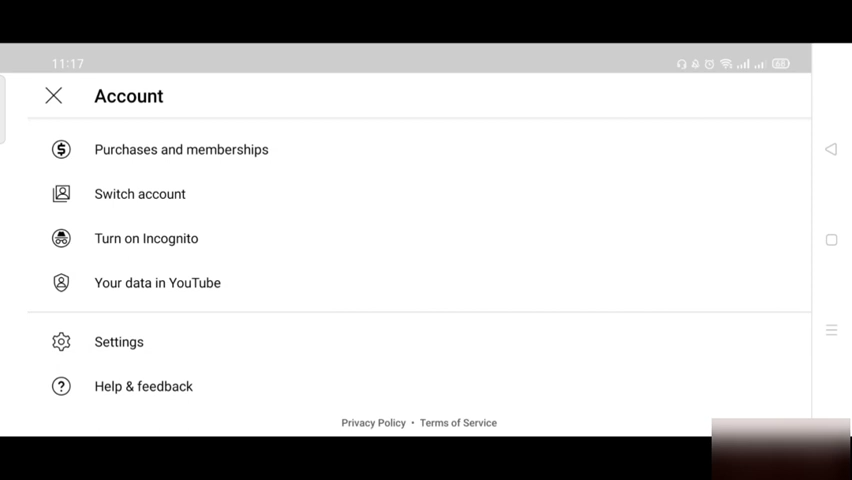 11:17
68
Account
Purchases and memberships
Switch account
Turn on Incognito
Your data in YouTube
Settings
Help & feedback
Privacy Policy • Terms of Service